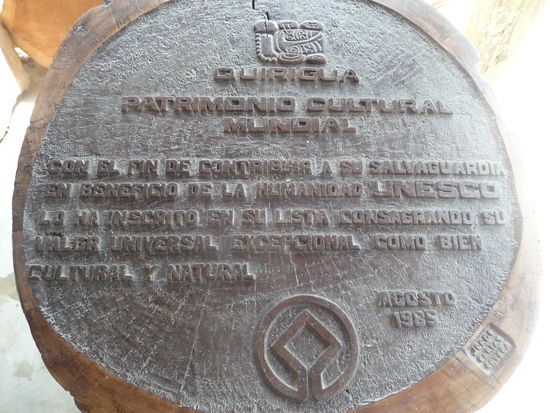 QUIRIGUA
PATRIMONIO CULTURAL
MUNDIAL
CON EL FIN DE CONTRIBUIR A SU SALVAGUARDIA
EN BENEFICIO DE LA HUMANIDAD UNESCO
LO HA INSCRITO EN SU LISTA CONSAGRANDO SU
VALOR UNIVERSAL EXCEPCIONAL COMO BIEN
CULTURAL Y NATURAL
AGOSTO